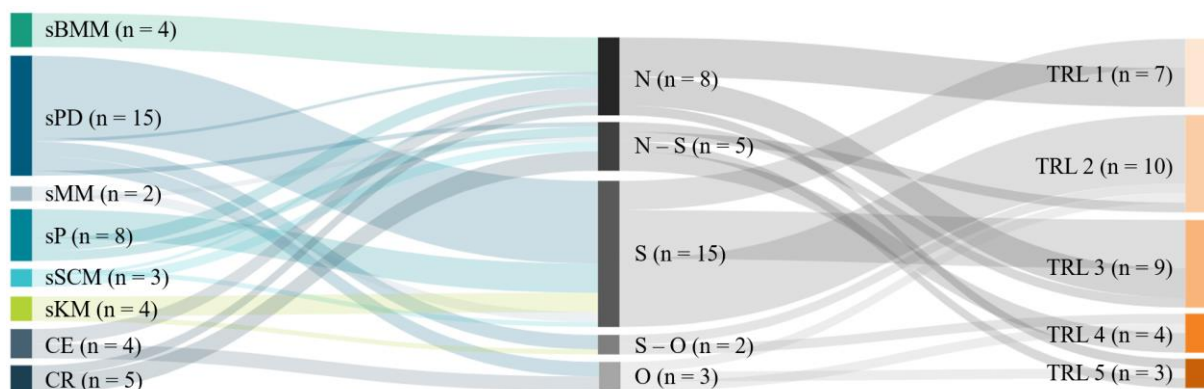 sBMM (n = 4)
sPD (n = 15)
sMM (n = 2)
sP (n = 8)
sSCM (n = 3)
sKM (n = 4)
CE (n = 4)
CR (n = 5)
N (n = 8)
N – S (n = 5)
S (n = 15)
S – O (n = 2)
O (n = 3)
TRL 1 (n = 7)
TRL 2 (n = 10)
TRL 3 (n = 9)
TRL 4 (n = 4)
TRL 5 (n = 3)